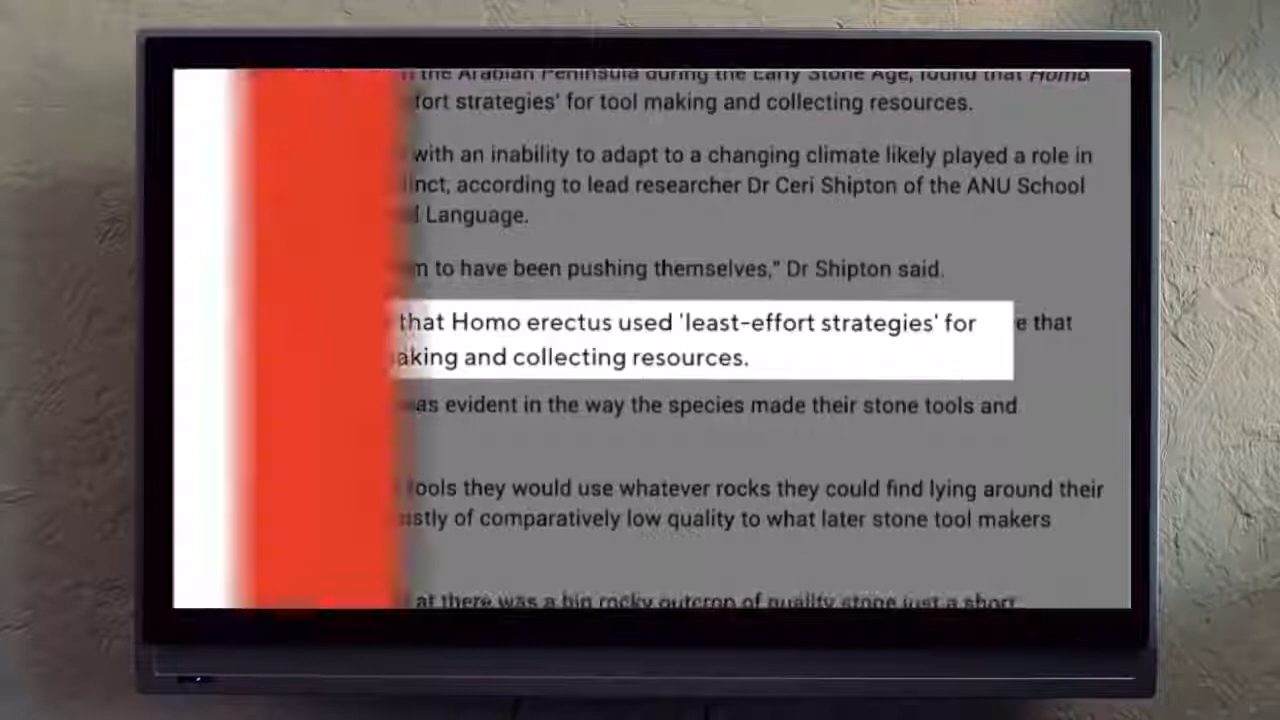 the Arabian Peninsula during the Early Stone Age, found that Homo
fort strategies' for tool making and collecting resources.
with an inability to adapt to a changing climate likely played a role in
inct, according to lead researcher Dr Ceri Shipton of the ANU School
Language.
to have been pushing themselves," Dr Shipton said.
that Homo erectus used 'least-effort strategies' for
e that
aking and collecting resources.
as evident in the way the species made their stone tools and
tools they would use whatever rocks they could find lying around their
stly of comparatively low quality to what later stone tool makers
at there was a big rocky outcrop of quality stone just a short